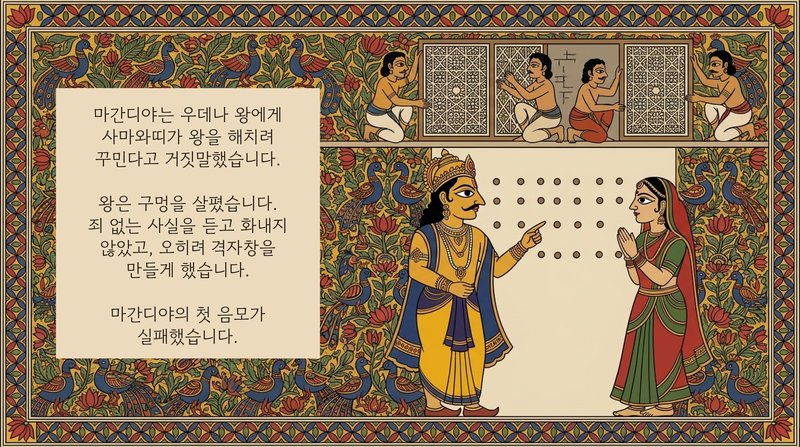 마간디야는 우데나 왕에게
사마와띠가 왕을 해치려
꾸민다고 거짓말했습니다.
왕은 구멍을 살폈습니다.
죄 없는 사실을 듣고 화내지
않았고, 오히려 격자창을
만들게 했습니다.
마간디야의 첫 음모가
실패했습니다.